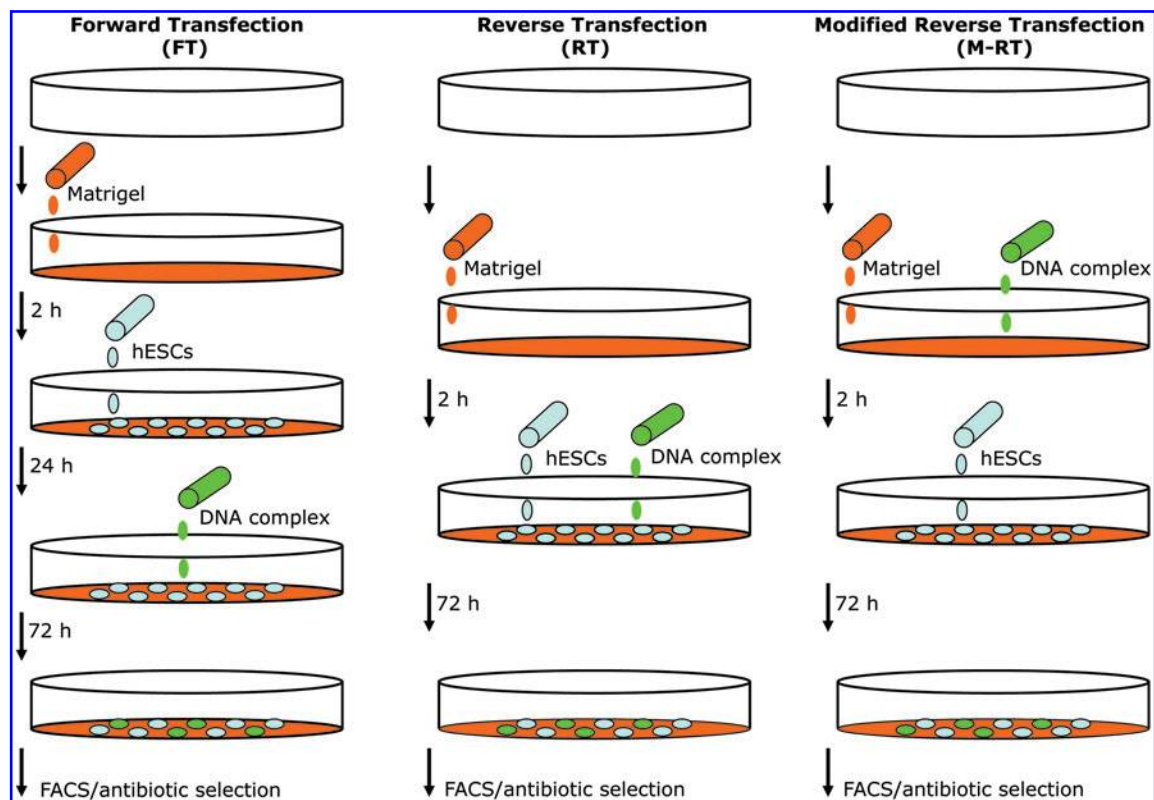 Forward Transfection
(FT)
Matrigel
2 h
hESCs
24 h
DNA complex
72 h
FACS/antibiotic selection
Reverse Transfection
(RT)
Matrigel
2 h
hESCs
DNA complex
72 h
FACS/antibiotic selection
Modified Reverse Transfection
(M-RT)
Matrigel
DNA complex
2 h
hESCs
72 h
FACS/antibiotic selection